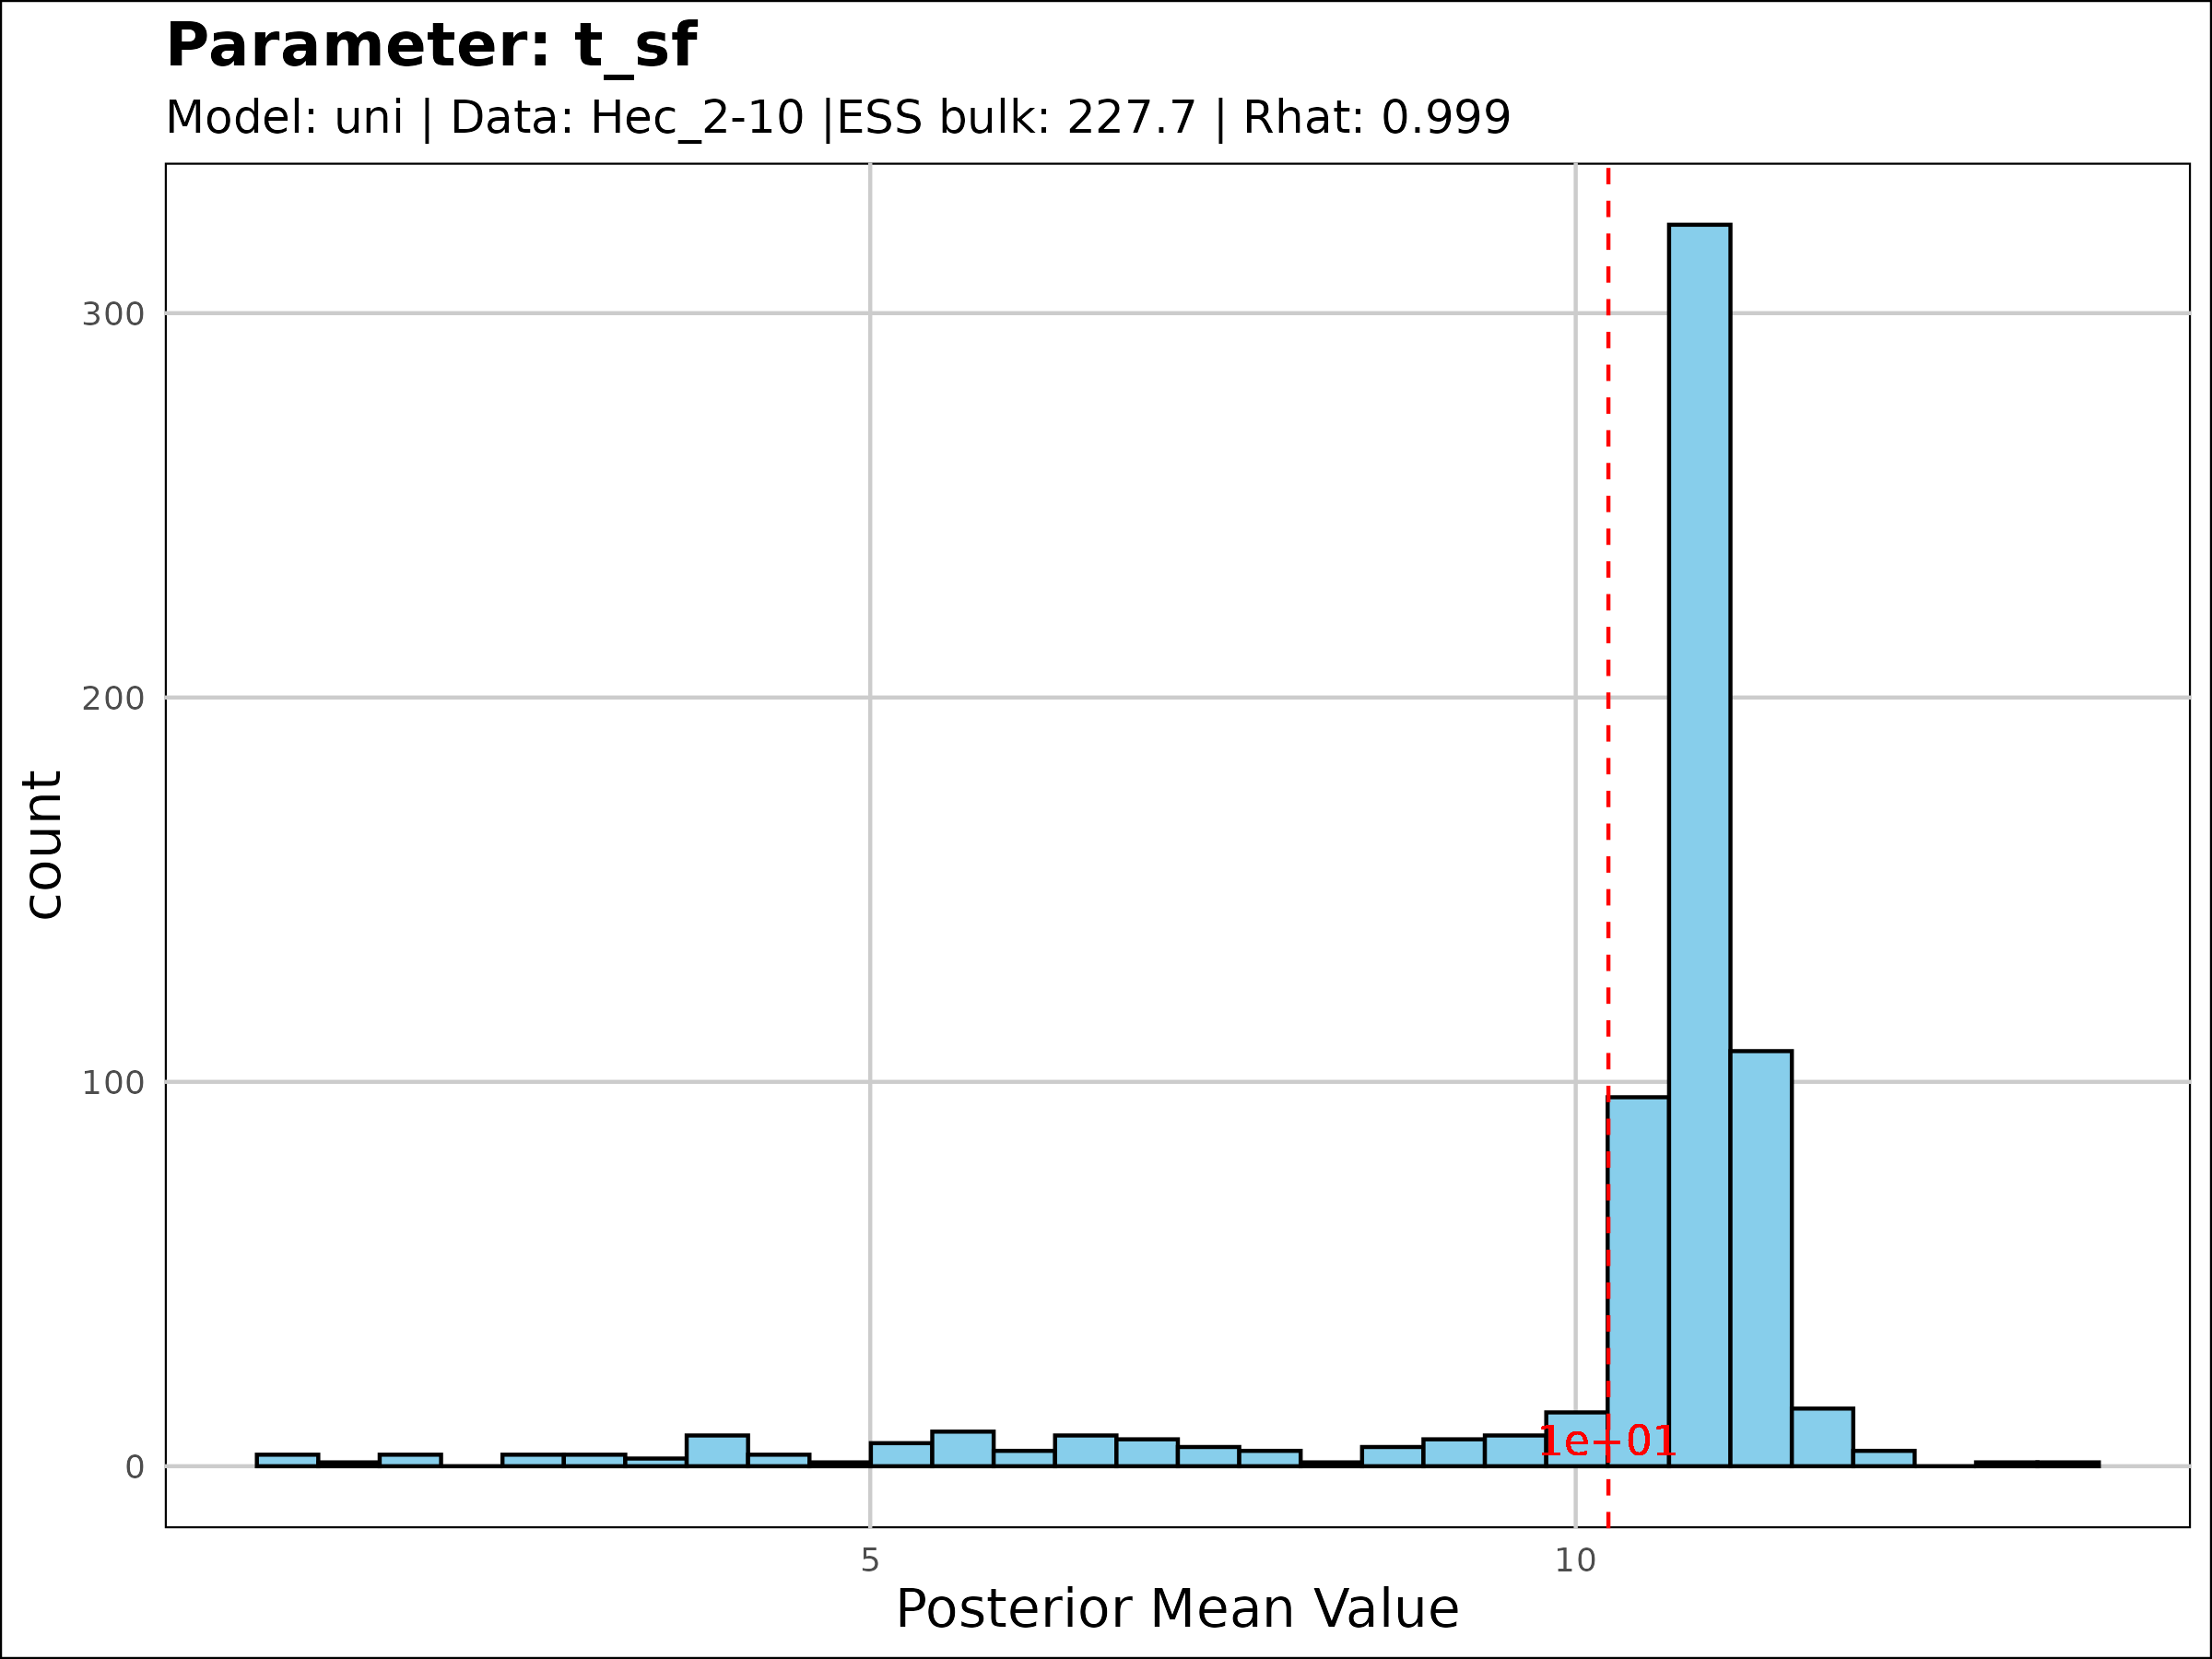 Parameter: t_sf
Model: uni | Data: Hec_2-10 |ESS bulk: 227.7 | Rhat: 0.999
300
200
100
0
count
1e+01
5
10
Posterior Mean Value